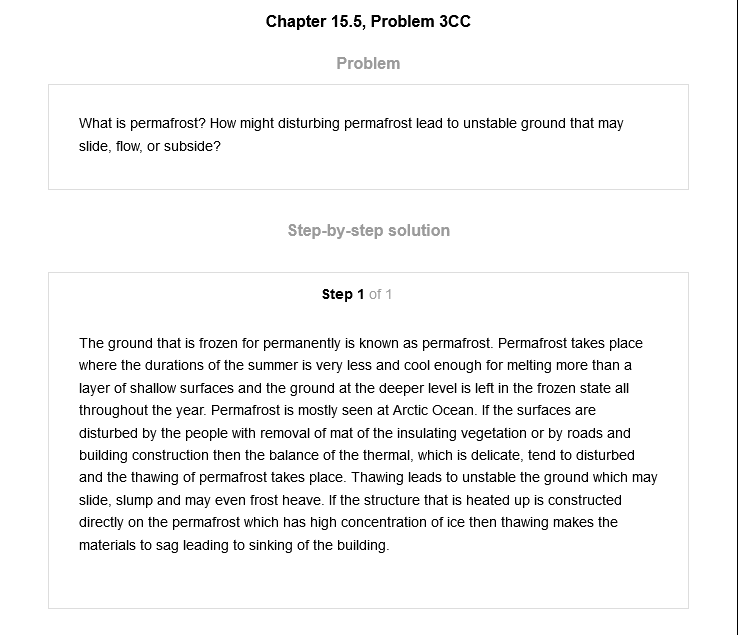 Chapter 15.5, Problem 3CC
Problem
What is permafrost? How might disturbing permafrost lead to unstable ground that may
slide, flow, or subside?
Step-by-step solution
Step 1 of 1
The ground that is frozen for permanently is known as permafrost. Permafrost takes place
where the durations of the summer is very less and cool enough for melting more than a
layer of shallow surfaces and the ground at the deeper level is left in the frozen state all
throughout the year. Permafrost is mostly seen at Arctic Ocean. If the surfaces are
disturbed by the people with removal of mat of the insulating vegetation or by roads and
building construction then the balance of the thermal, which is delicate, tend to disturbed
and the thawing of permafrost takes place. Thawing leads to unstable the ground which may
slide, slump and may even frost heave. If the structure that is heated up is constructed
directly on the permafrost which has high concentration of ice then thawing makes the
materials to sag leading to sinking of the building.